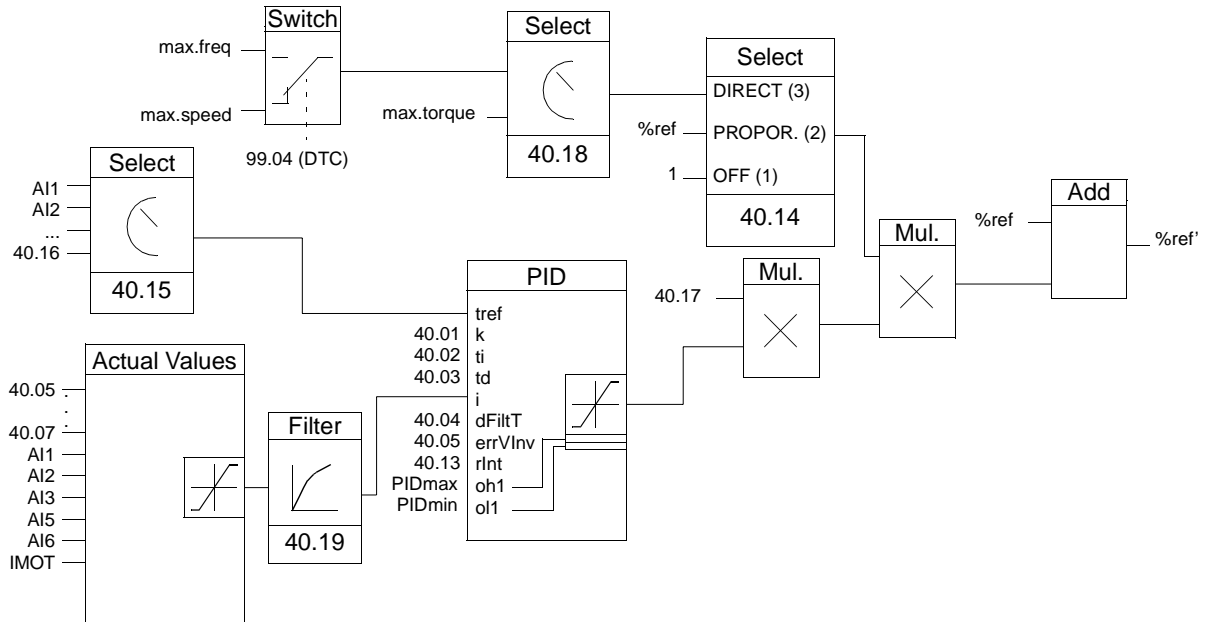 Switch
max.freq
max.speed
99.04 (DTC)
Select
max.torque
40.18
Select
DIRECT (3)
%ref
PROPOR. (2)
1
OFF (1)
40.14
Select
AI1
AI2
...
40.16
40.15
Add
%ref
%ref'
Mul.
Mul.
40.17
PID
tref
40.01 k
40.02 ti
40.03 td
i
40.04 dFiltT
40.05 errVInv
40.13 rInt
PIDmax oh1
PIDmin ol1
Actual Values
40.05
.
.
40.07
AI1
AI2
AI3
AI5
AI6
IMOT
Filter
40.19